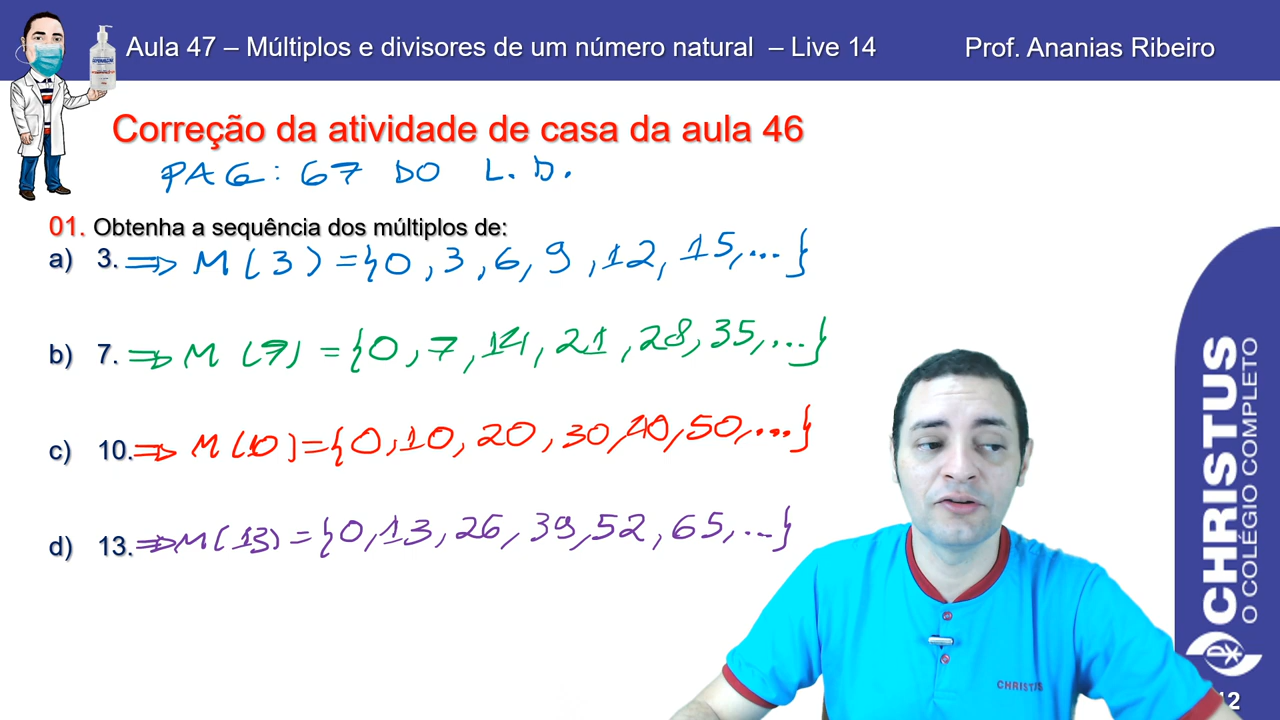 Aula 47 – Múltiplos e divisores de um número natural – Live 14 Prof. Ananias Ribeiro
Correção da atividade de casa da aula 46
PAG: 67 DO L.D.
01. Obtenha a sequência dos múltiplos de:
a) 3. ⇒ M(3) = {0, 3, 6, 9, 12, 15, ...}
b) 7. ⇒ M(7) = {0, 7, 14, 21, 28, 35, ...}
c) 10. ⇒ M(10) = {0, 10, 20, 30, 40, 50, ...}
d) 13. ⇒ M(13) = {0, 13, 26, 39, 52, 65, ...}
CHRISTUS
O COLÉGIO COMPLETO
CHRISTUS
12